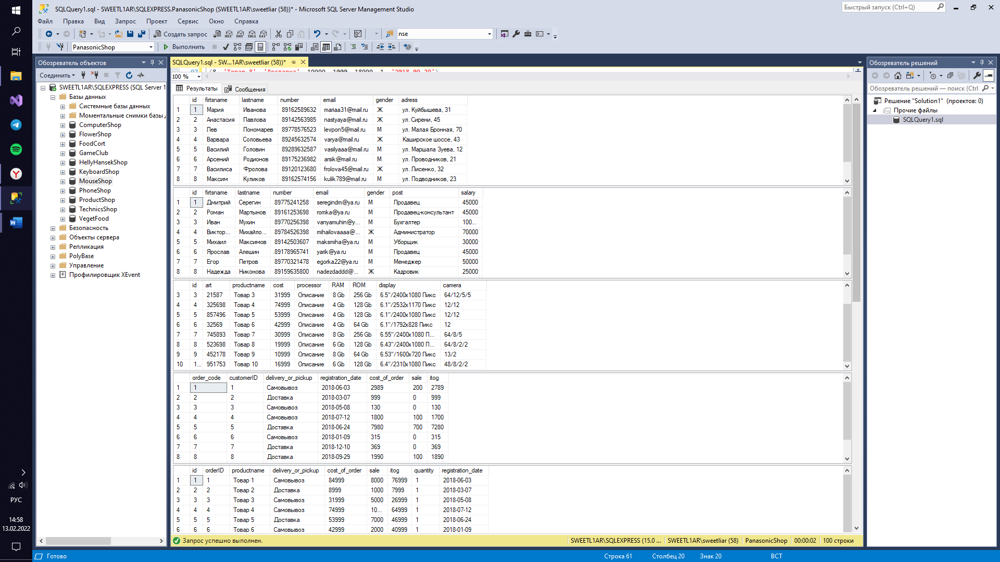 SQLQuery1.sql - SWEETL1AR\SQLEXPRESS.PanasonicShop (SWEETL1AR\sweetliar (58))* - Microsoft SQL Server Management Studio
Быстрый запуск (Ctrl+Q)
Файл Правка Вид Запрос Проект Сервис Окно Справка
Создать запрос MDX DMX XMLA DAX nse
PanasonicShop Выполнить
Обозреватель объектов
Соединить
SWEETL1AR\SQLEXPRESS (SQL Server 1
Базы данных
Системные базы данных
Моментальные снимки базы
ComputerShop
FlowerShop
FoodCort
GameClub
HellyHansekShop
KeyboardShop
MouseShop
PhoneShop
ProductShop
TechnicsShop
VegetFood
Безопасность
Объекты сервера
Репликация
PolyBase
Управление
Профилировщик XEvent
SQLQuery1.sql - SW...1AR\sweetliar (58))*
97 (8, 'Товар 8', 'Доставка', 19999, 1000, 18999, 1, '2018-09-29')
100 %
Результаты Сообщения
id firtsname lastname number email gender adress
1 1 Мария Иванова 89162589632 mariaa31@mail.ru Ж ул. Куйбышева, 31
2 2 Анастасия Павлова 89142563985 nastyaya@mail.ru Ж ул. Сирени, 45
3 3 Лев Пономарев 89778576523 levpon5@mail.ru М ул. Малая Бронная, 70
4 4 Варвара Соловьева 89245632574 varya@mail.ru Ж Каширское шоссе, 43
5 5 Василий Головин 89289632587 vasilyaaa@mail.ru М ул. Маршала Зуева, 12
6 6 Арсений Родионов 89175236982 arsik@mail.ru М ул. Проводников, 21
7 7 Василиса Фролова 89120123680 frolova45@mail.ru Ж ул. Лисенко, 32
8 8 Максим Куликов 89162574156 kulik789@mail.ru М ул. Подводников, 23
id firtsname lastname number email gender post salary
1 1 Дмитрий Серегин 89775241258 seregindm@ya.ru М Продавец 45000
2 2 Роман Мартынов 89161253698 romka@ya.ru М Продавец-консультант 45000
3 3 Иван Мухин 89770256398 vanyamuhin@y... М Бухгалтер 100...
4 4 Виктор... Михайло... 89784526398 mihailovaaaa@... Ж Администратор 70000
5 5 Михаил Максимов 89142503607 maksmiha@ya.ru М Уборщик 30000
6 6 Ярослав Алешин 89178965741 yarik@ya.ru М Продавец 45000
7 7 Егор Петров 89770321478 egorka22@ya.ru М Менеджер 50000
8 8 Надежда Никонова 89159635800 nadezdaddd@... Ж Кадровик 25000
id art productname cost processor RAM ROM display camera
3 3 21587 Товар 3 31999 Описание 8 Gb 256 Gb 6.5"/2400x1080 Пикс 64/12/5/5
4 4 325698 Товар 4 74999 Описание 4 Gb 128 Gb 6.1"/2532x1170 Пикс 12/12
5 5 857496 Товар 5 53999 Описание 4 Gb 128 Gb 6.1"/2400x1080 Пикс 12/12
6 6 32569 Товар 6 42999 Описание 4 Gb 64 Gb 6.1"/1792x828 Пикс 12
7 7 745893 Товар 7 30999 Описание 8 Gb 256 Gb 6.55"/2400x1080 П... 64/8/5
8 8 523698 Товар 8 19999 Описание 6 Gb 128 Gb 6.43"/2400x1080 П... 64/8/2/2
9 9 452178 Товар 9 10999 Описание 8 Gb 64 Gb 6.53"/1600x720 Пикс 13/2
10 1... 951753 Товар 10 16999 Описание 6 Gb 128 Gb 6.4"/2310x1080 Пикс 48/8/2/2
order_code customerID delivery_or_pickup registration_date cost_of_order sale itog
1 1 1 Самовывоз 2018-06-03 2989 200 2789
2 2 2 Доставка 2018-03-07 999 0 999
3 3 3 Самовывоз 2018-05-08 130 0 130
4 4 4 Самовывоз 2018-07-12 1800 100 1700
5 5 5 Доставка 2018-06-24 7980 700 7280
6 6 6 Самовывоз 2018-01-09 315 0 315
7 7 7 Доставка 2018-12-10 369 0 369
8 8 8 Доставка 2018-09-29 1990 100 1890
id orderID productname delivery_or_pickup cost_of_order sale itog quantity registration_date
1 1 1 Товар 1 Самовывоз 84999 8000 76999 1 2018-06-03
2 2 2 Товар 2 Доставка 8999 1000 7999 1 2018-03-07
3 3 3 Товар 3 Самовывоз 31999 5000 26999 1 2018-05-08
4 4 4 Товар 4 Самовывоз 74999 10... 64999 1 2018-07-12
5 5 5 Товар 5 Доставка 53999 7000 46999 1 2018-06-24
6 6 6 Товар 6 Самовывоз 42999 2000 40999 1 2018-01-09
Запрос успешно выполнен. SWEETL1AR\SQLEXPRESS (15.0 ... SWEETL1AR\sweetliar (58) PanasonicShop 00:00:02 100 строки
Обозреватель решений
Обозреватель решений — поиск (Ctrl
Решение "Solution1" (проектов: 0)
Прочие файлы
SQLQuery1.sql
Готово Строка 61 Столбец 20 Знак 20 ВСТ
РУС
14:58
13.02.2022